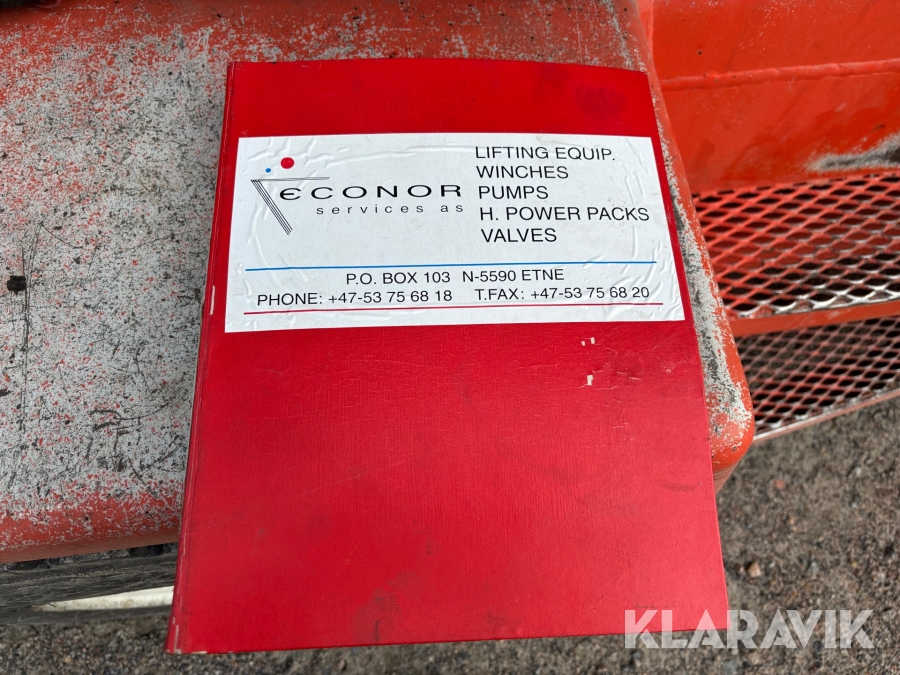 ECONOR
services as
LIFTING EQUIP.
WINCHES
PUMPS
H. POWER PACKS
VALVES
P.O. BOX 103 N-5590 ETNE
PHONE: +47-53 75 68 18 T.FAX: +47-53 75 68 20
KLARAVIK